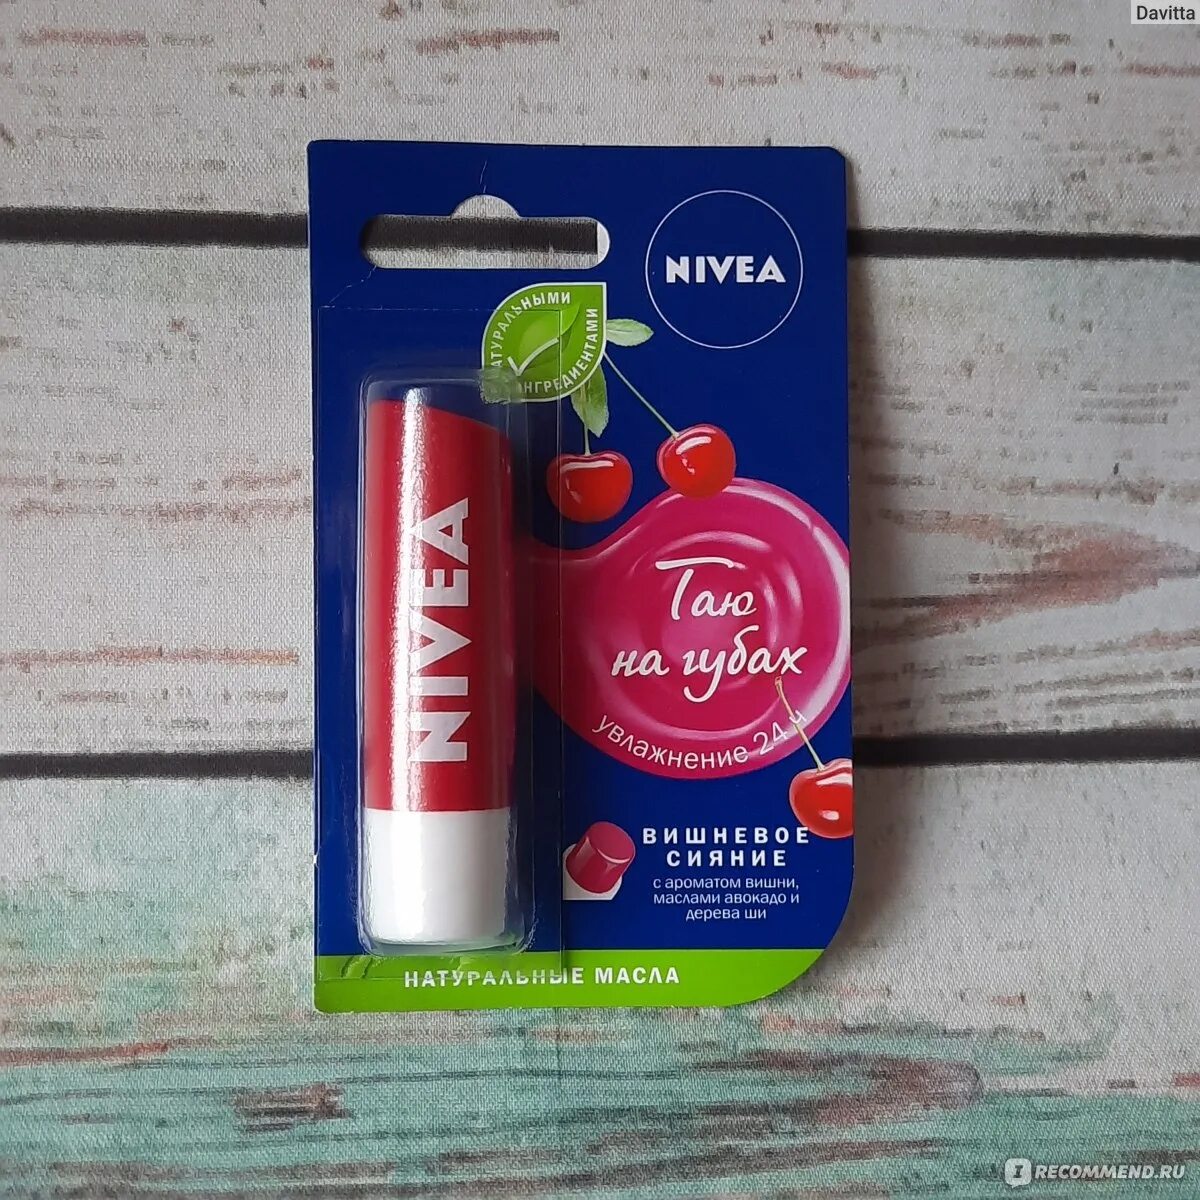 Davitta
NIVEA
НАТУРАЛЬНЫМИ
ИНГРЕДИЕНТАМИ
NIVEA
Таю
на губах
увлажнение 24 ч
ВИШНЕВОЕ
СИЯНИЕ
с ароматом вишни,
маслами авокадо и
дерева ши
НАТУРАЛЬНЫЕ МАСЛА
IRECOMMEND.RU